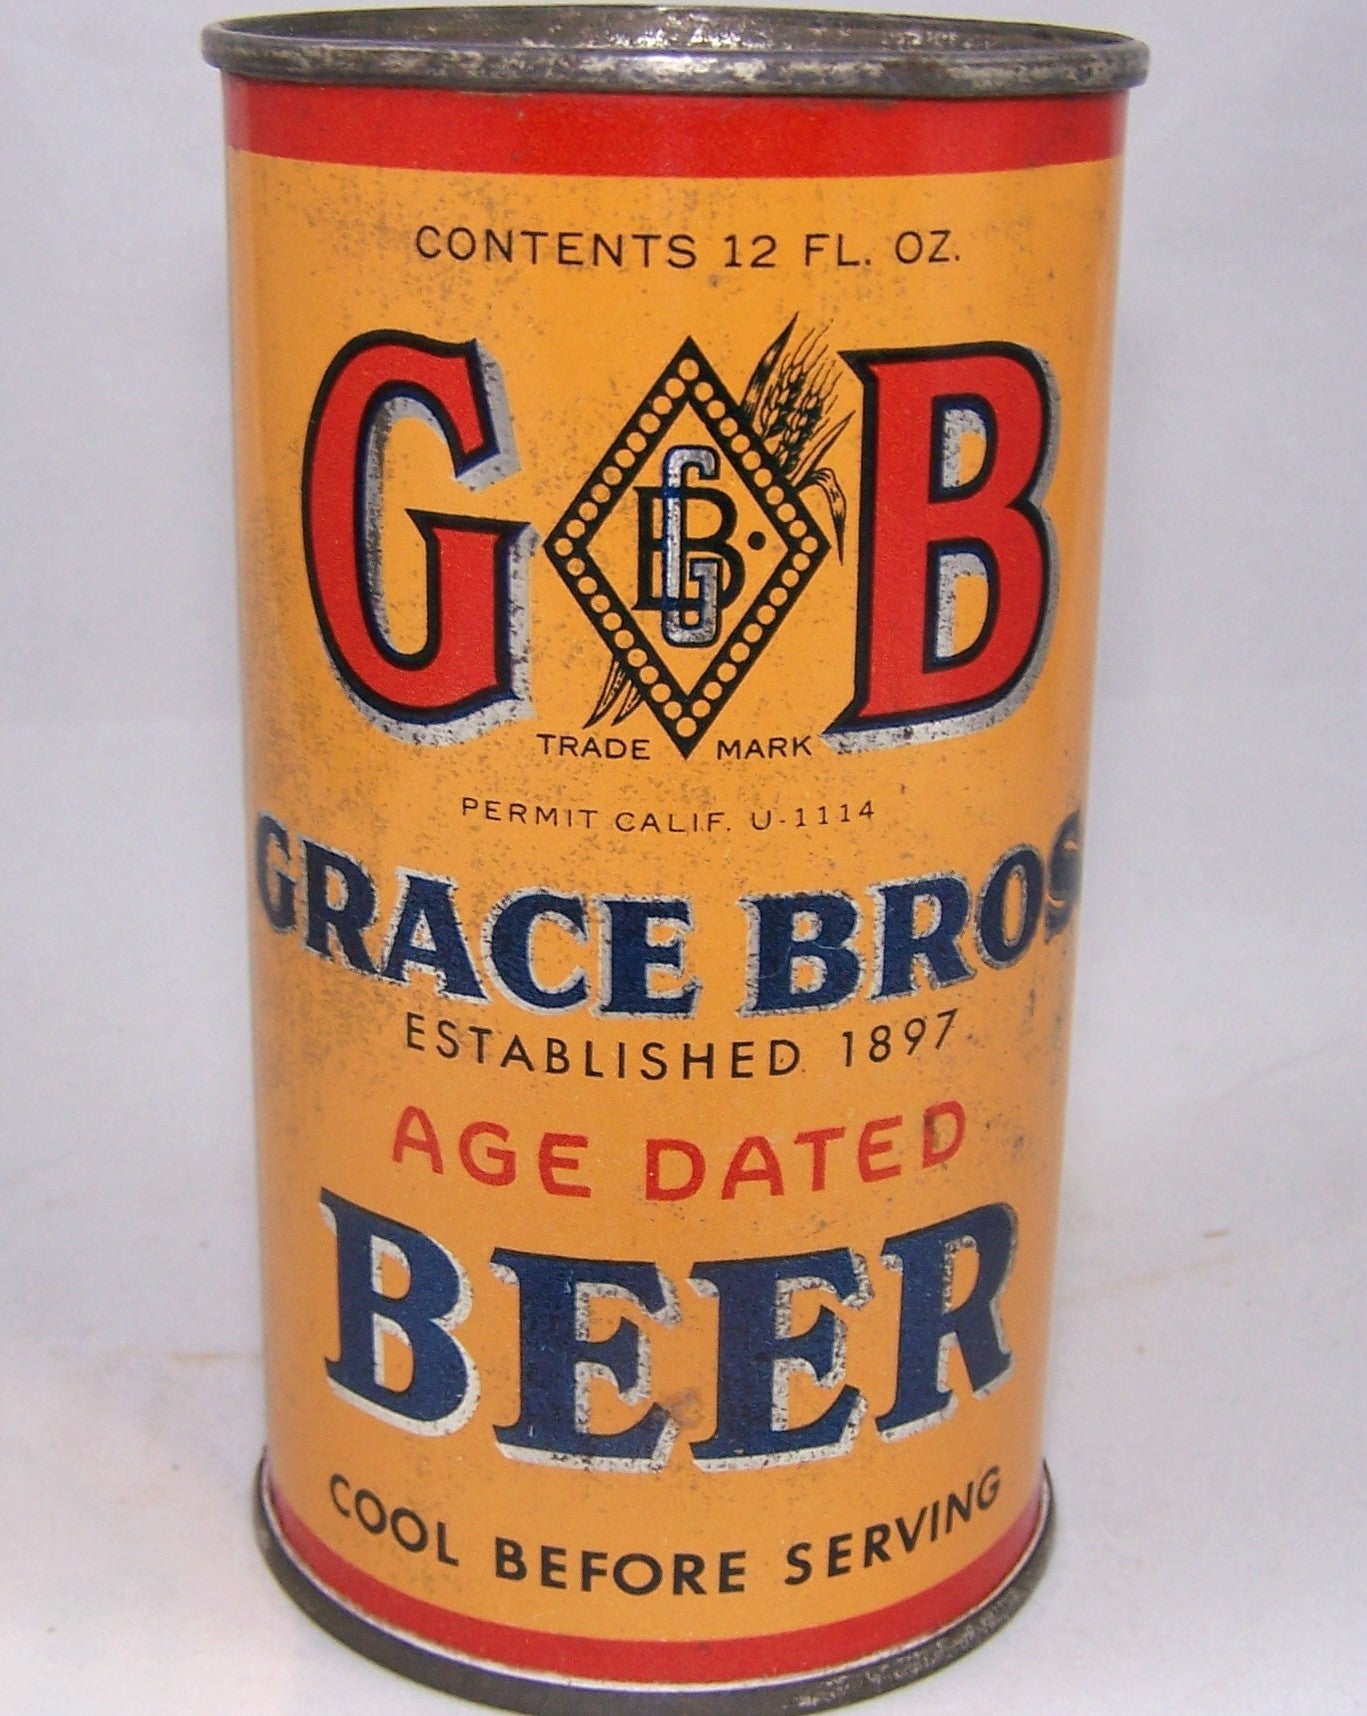 CONTENTS 12 FL. OZ.
G GB. B
TRADE MARK
PERMIT CALIF. U-1114
GRACE BROS
ESTABLISHED 1897
AGE DATED
BEER
COOL BEFORE SERVING